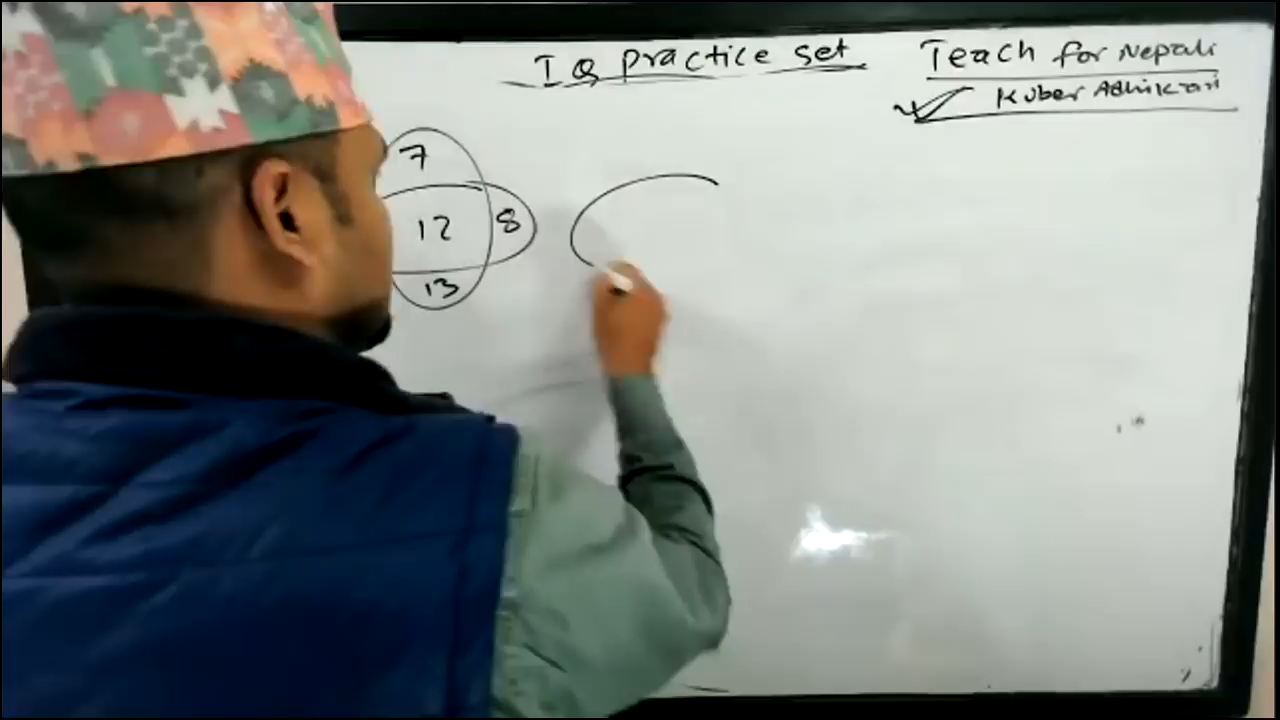 IQ practice set
Teach for Nepali
Kuber Adhikari
7
12 8
13